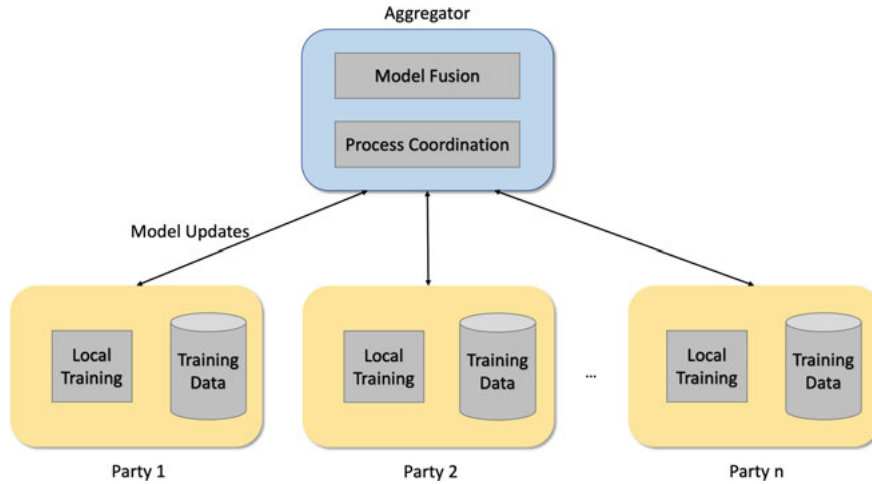 Aggregator
Model Fusion
Process Coordination
Model Updates
Local
Training
Training
Data
Local
Training
Training
Data
...
Local
Training
Training
Data
Party 1
Party 2
Party n